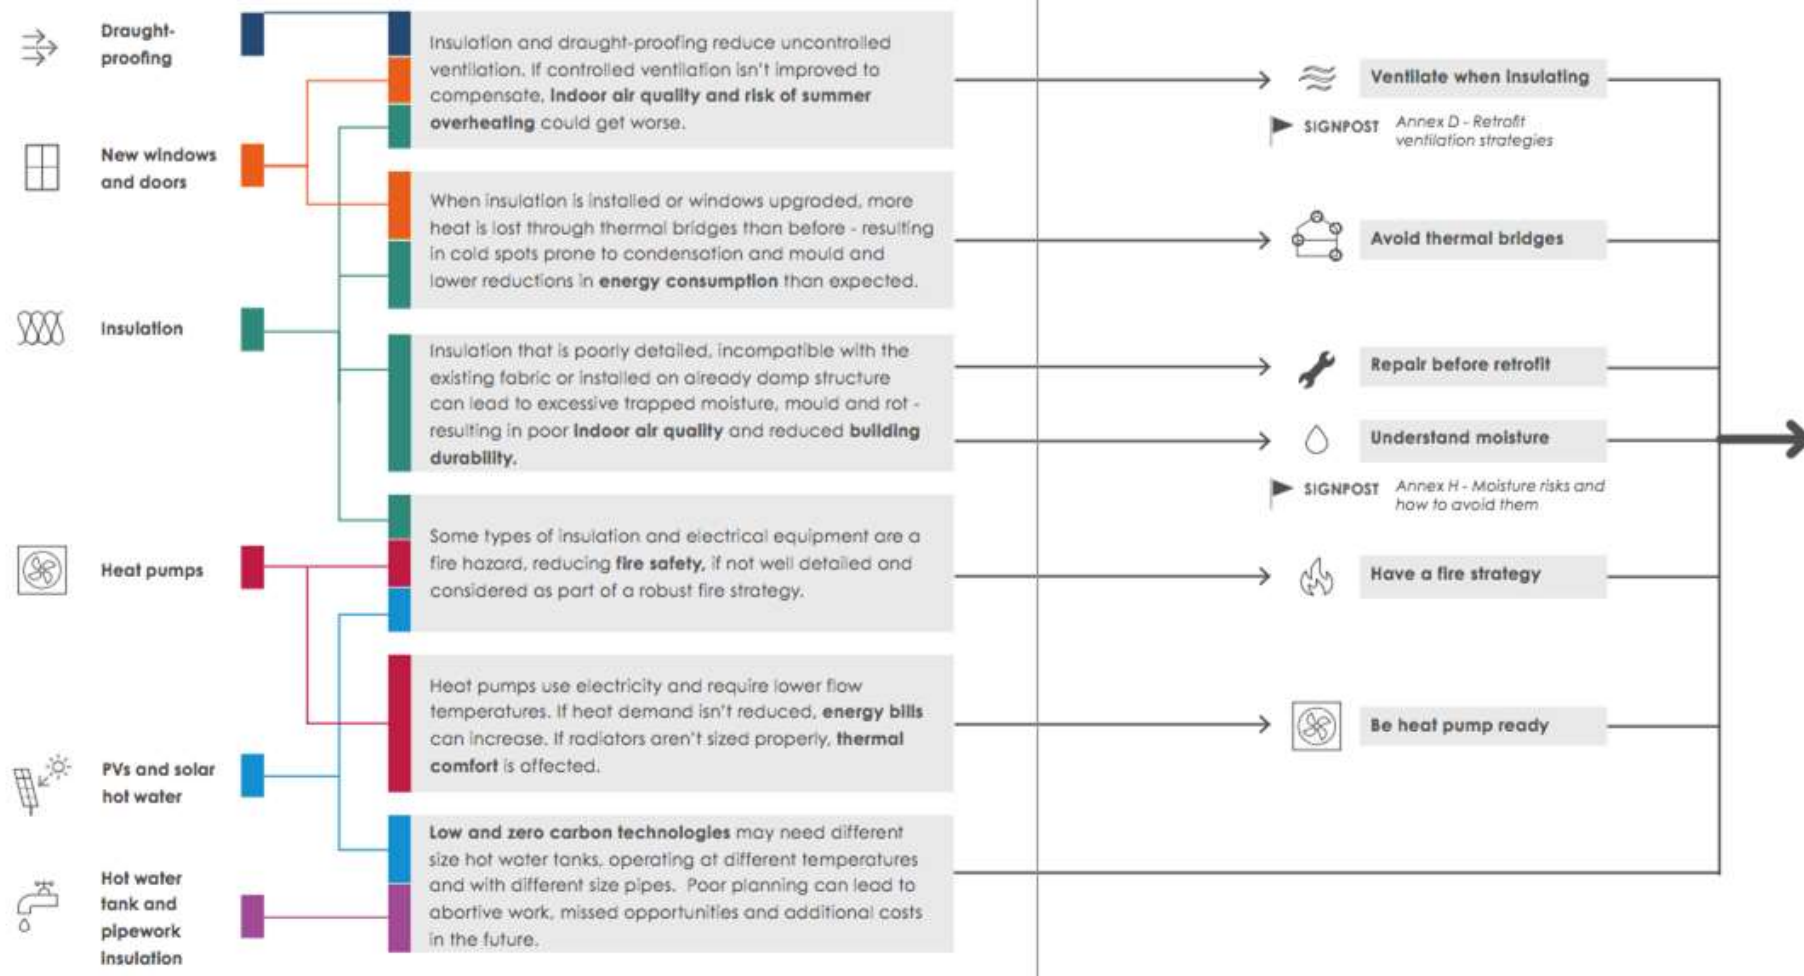 Draught-
proofing
New windows
and doors
Insulation
Heat pumps
PVs and solar
hot water
Hot water
tank and
pipework
insulation
Insulation and draught-proofing reduce uncontrolled
ventilation. If controlled ventilation isn't improved to
compensate, indoor air quality and risk of summer
overheating could get worse.
When insulation is installed or windows upgraded, more
heat is lost through thermal bridges than before - resulting
in cold spots prone to condensation and mould and
lower reductions in energy consumption than expected.
Insulation that is poorly detailed, incompatible with the
existing fabric or installed on already damp structure
can lead to excessive trapped moisture, mould and rot -
resulting in poor indoor air quality and reduced building
durability.
Some types of insulation and electrical equipment are a
fire hazard, reducing fire safety, if not well detailed and
considered as part of a robust fire strategy.
Heat pumps use electricity and require lower flow
temperatures. If heat demand isn't reduced, energy bills
can increase. If radiators aren't sized properly, thermal
comfort is affected.
Low and zero carbon technologies may need different
size hot water tanks, operating at different temperatures
and with different size pipes. Poor planning can lead to
abortive work, missed opportunities and additional costs
in the future.
Ventilate when insulating
SIGNPOST Annex D - Retrofit
ventilation strategies
Avoid thermal bridges
Repair before retrofit
Understand moisture
SIGNPOST Annex H - Moisture risks and
how to avoid them
Have a fire strategy
Be heat pump ready